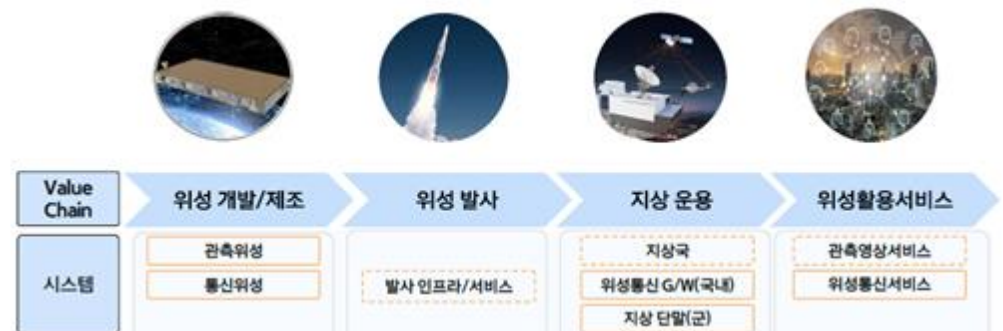 Value
Chain
위성 개발/제조
위성 발사
지상 운용
위성활용서비스
시스템
관측위성
통신위성
발사 인프라/서비스
지상국
위성통신 G/W(국내)
지상 단말(군)
관측영상서비스
위성통신서비스